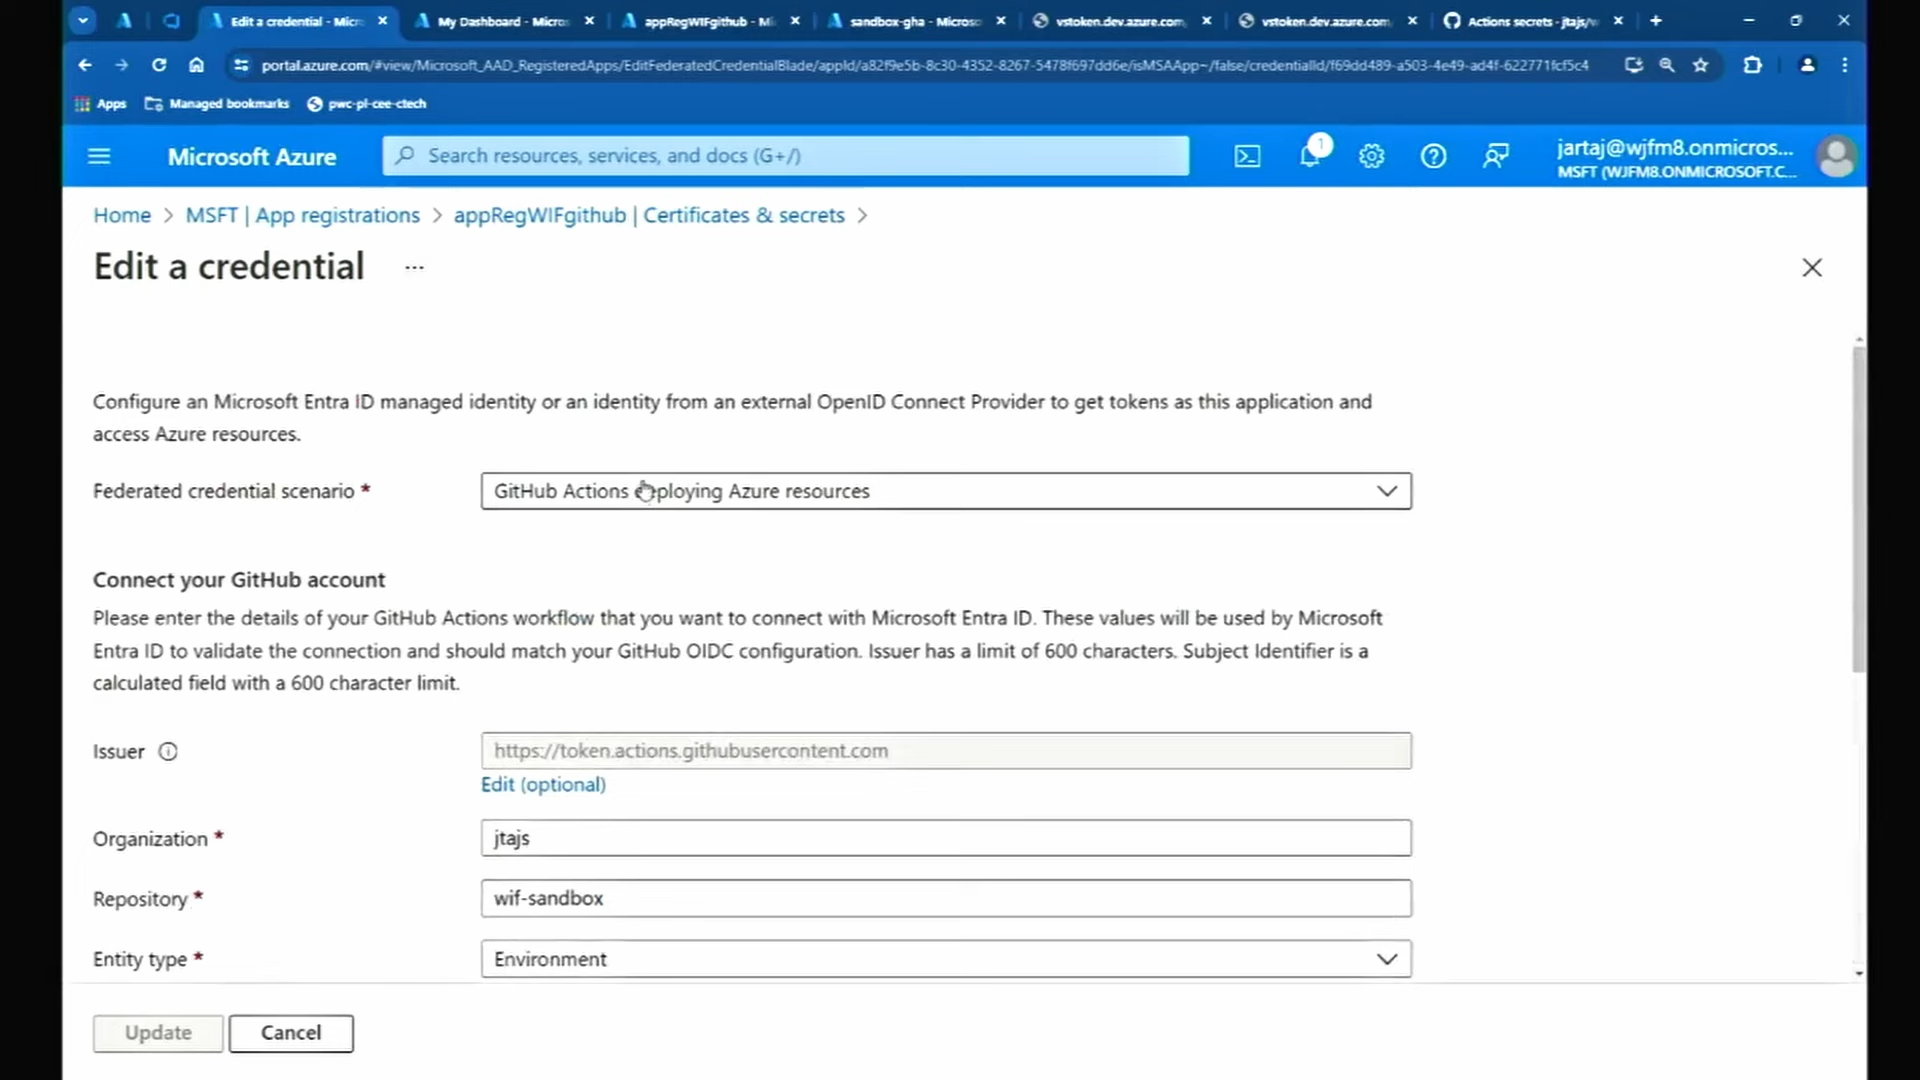 Edit a credential - Micro
My Dashboard - Micros
appRegWIFgithub - Mi
sandbox-gha - Microso
vstoken.dev.azure.com
vstoken.dev.azure.com
Actions secrets · jtajs/w
portal.azure.com/#view/Microsoft_AAD_RegisteredApps/EditFederatedCredentialBlade/appId/a82f9e5b-8c30-4352-8267-5478f697dd6e/isMSAApp~/false/credentialId/f69dd489-a503-4e49-ad4f-622771fcf5c4
Apps
Managed bookmarks
pwc-pl-cee-ctech
Microsoft Azure
Search resources, services, and docs (G+/)
1
jartaj@wjfm8.onmicros...
MSFT (WJFM8.ONMICROSOFT.C...
Home > MSFT | App registrations > appRegWIFgithub | Certificates & secrets >
Edit a credential ...
Configure an Microsoft Entra ID managed identity or an identity from an external OpenID Connect Provider to get tokens as this application and
access Azure resources.
Federated credential scenario *
GitHub Actions deploying Azure resources
Connect your GitHub account
Please enter the details of your GitHub Actions workflow that you want to connect with Microsoft Entra ID. These values will be used by Microsoft
Entra ID to validate the connection and should match your GitHub OIDC configuration. Issuer has a limit of 600 characters. Subject Identifier is a
calculated field with a 600 character limit.
Issuer
https://token.actions.githubusercontent.com
Edit (optional)
Organization *
jtajs
Repository *
wif-sandbox
Entity type *
Environment
Update
Cancel